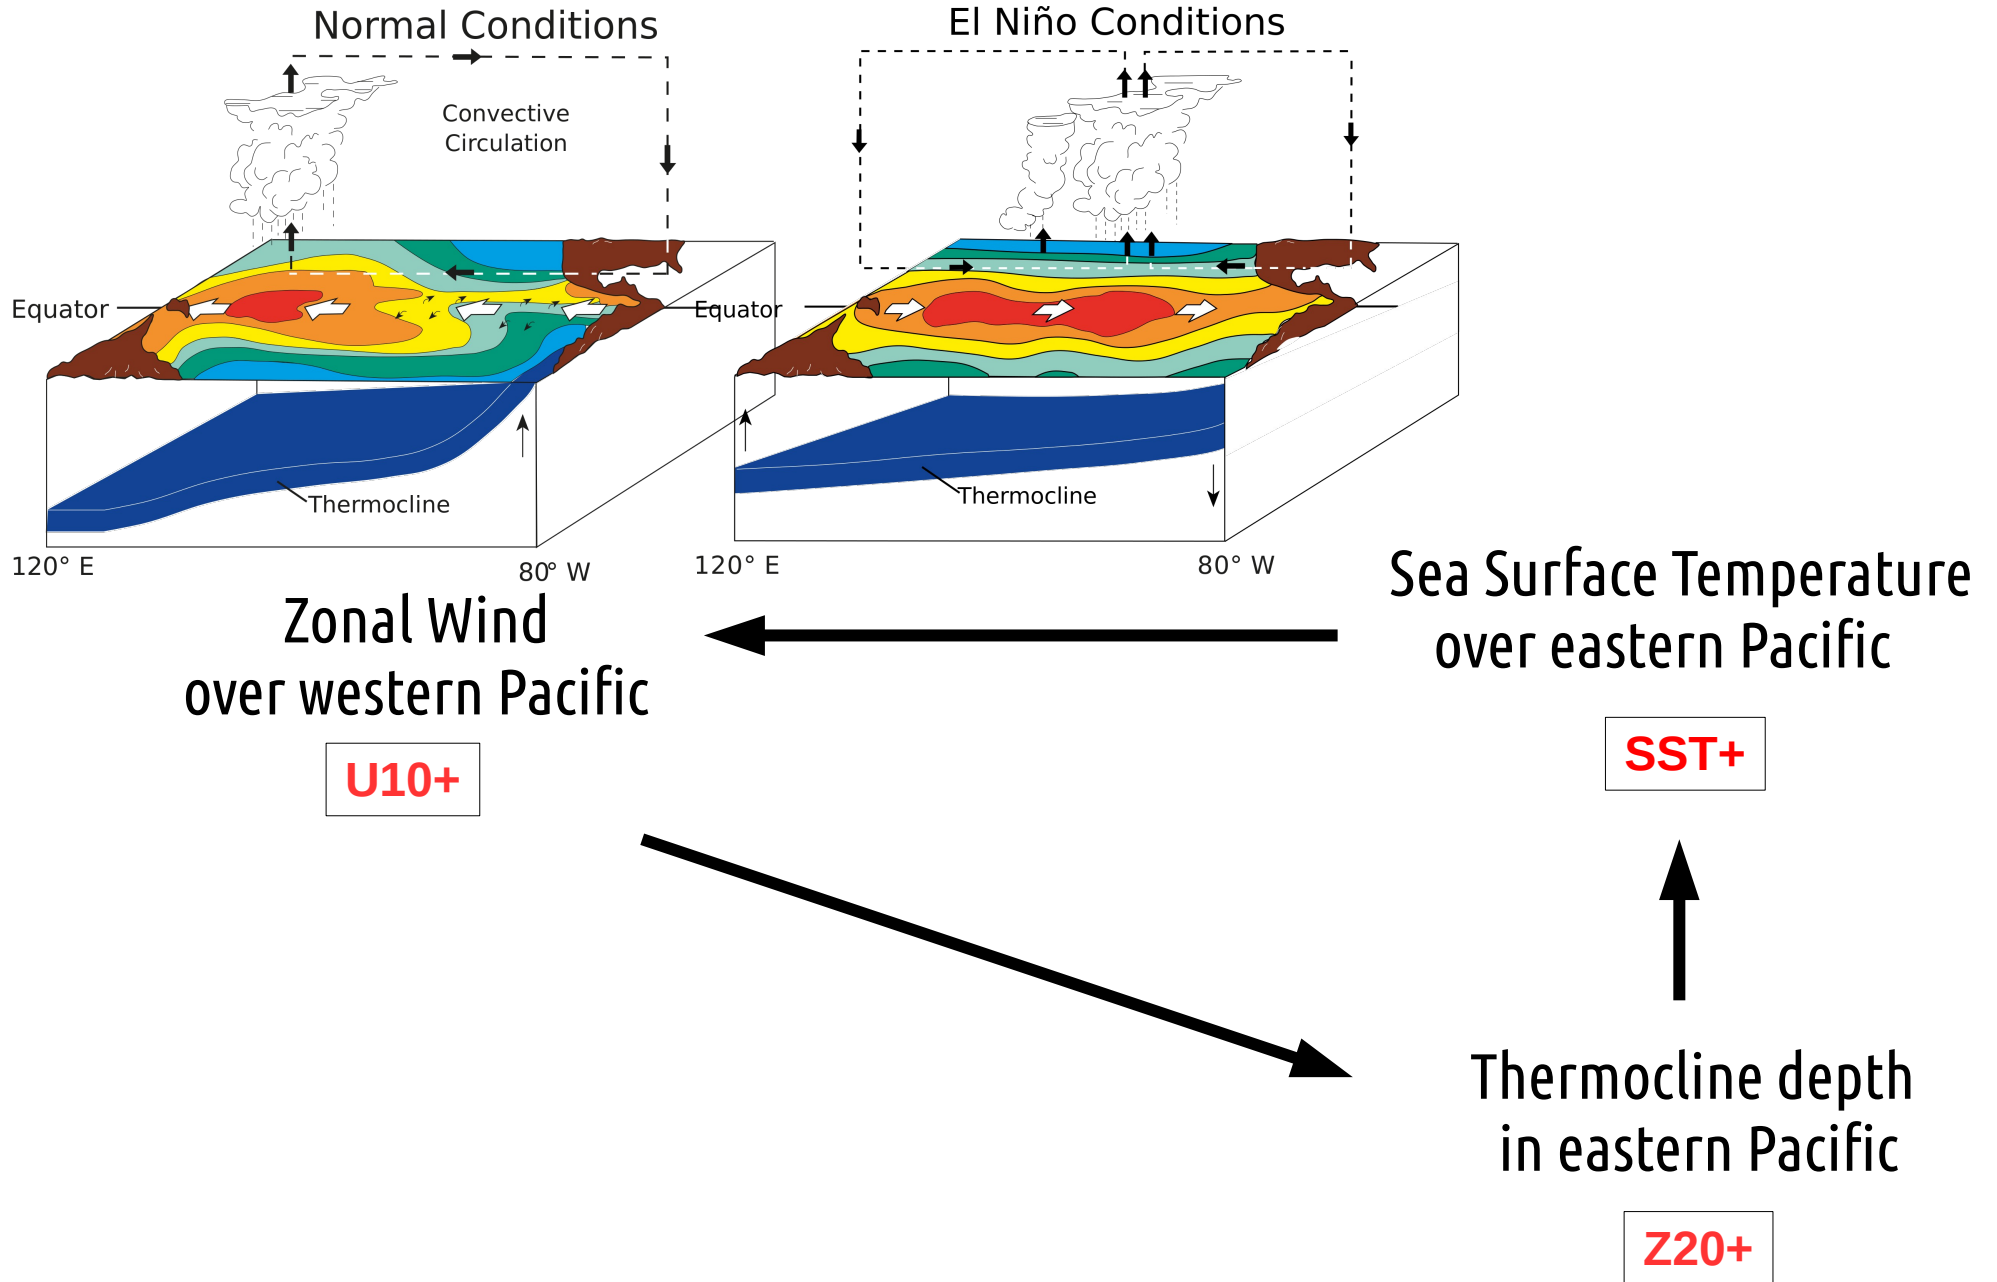 Normal Conditions
Convective
Circulation
Equator
Thermocline
120° E
80° W
El Niño Conditions
Equator
Thermocline
120° E
80° W
Zonal Wind
over western Pacific
U10+
Sea Surface Temperature
over eastern Pacific
SST+
Thermocline depth
in eastern Pacific
Z20+